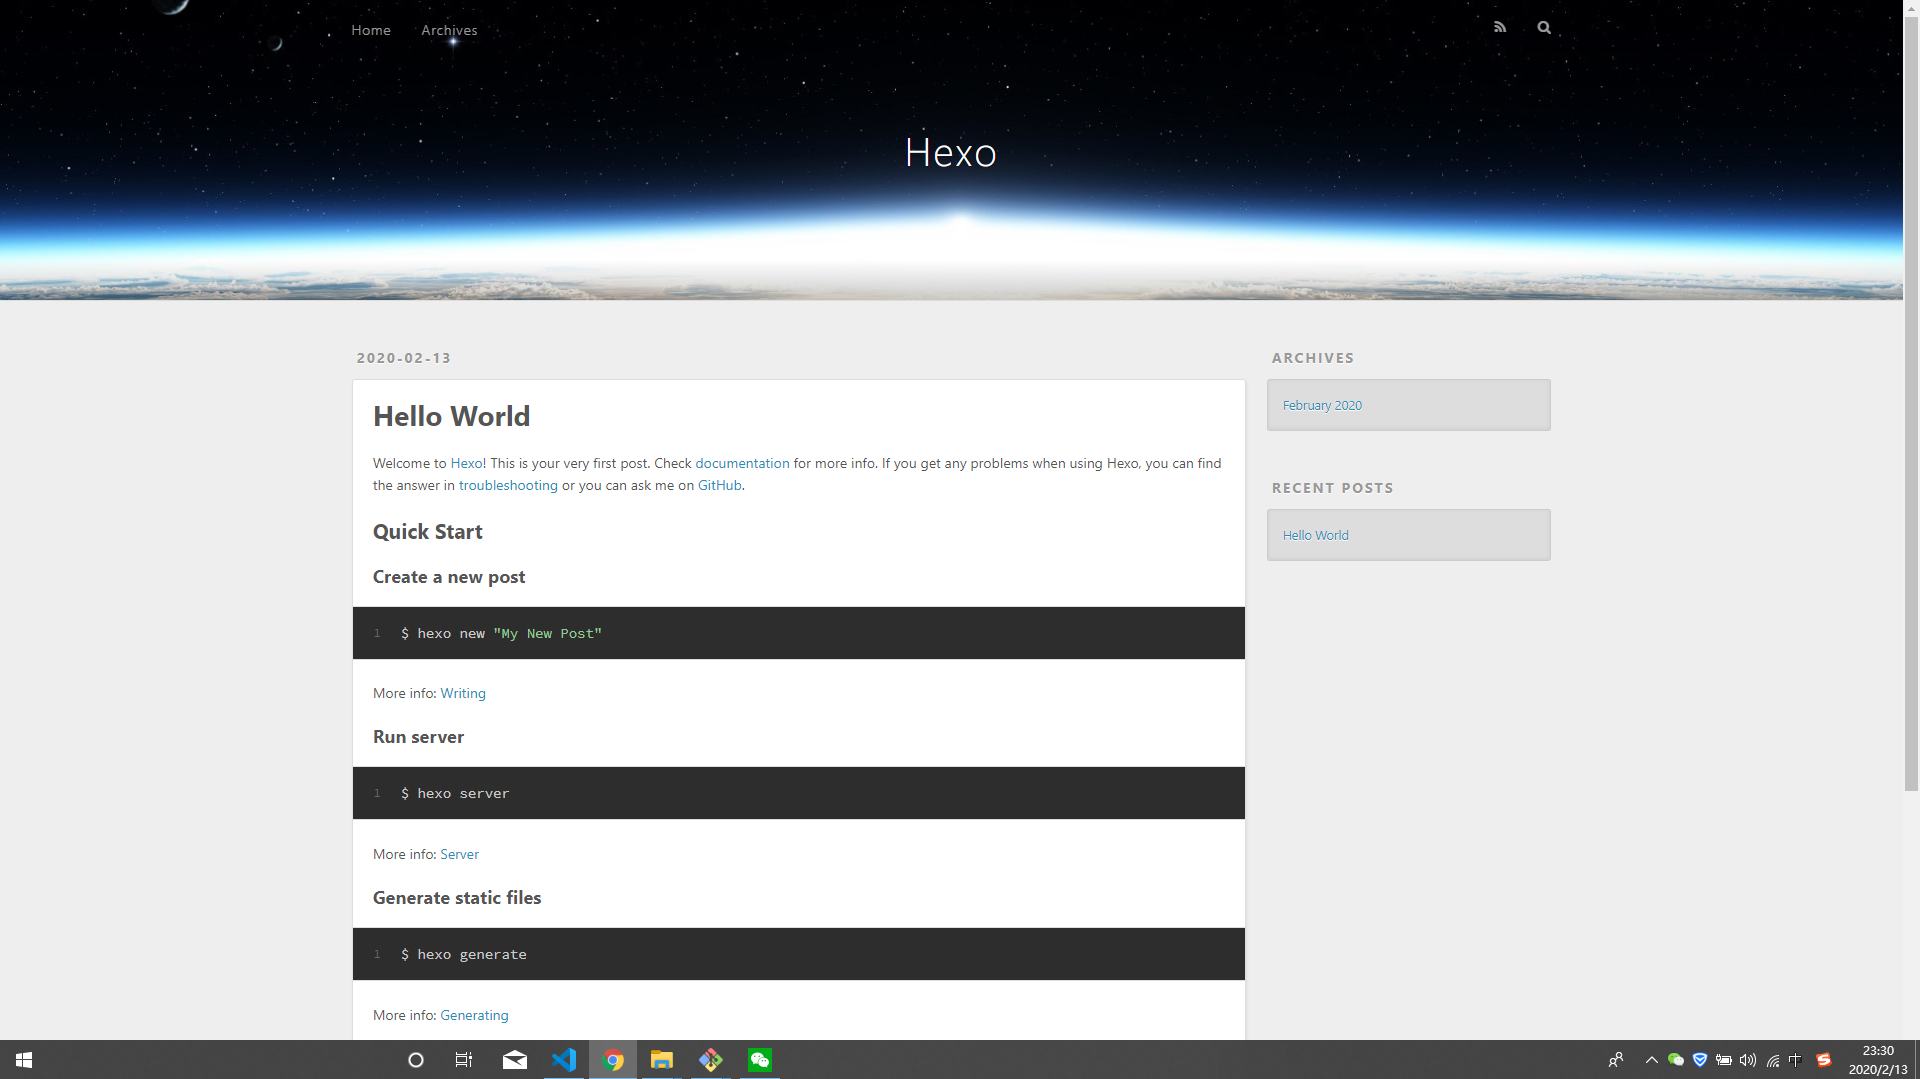 Home Archives
Hexo
2020-02-13
Hello World
Welcome to Hexo! This is your very first post. Check documentation for more info. If you get any problems when using Hexo, you can find
the answer in troubleshooting or you can ask me on GitHub.
Quick Start
Create a new post
1 $ hexo new "My New Post"
More info: Writing
Run server
1 $ hexo server
More info: Server
Generate static files
1 $ hexo generate
More info: Generating
ARCHIVES
February 2020
RECENT POSTS
Hello World
中
23:30
2020/2/13